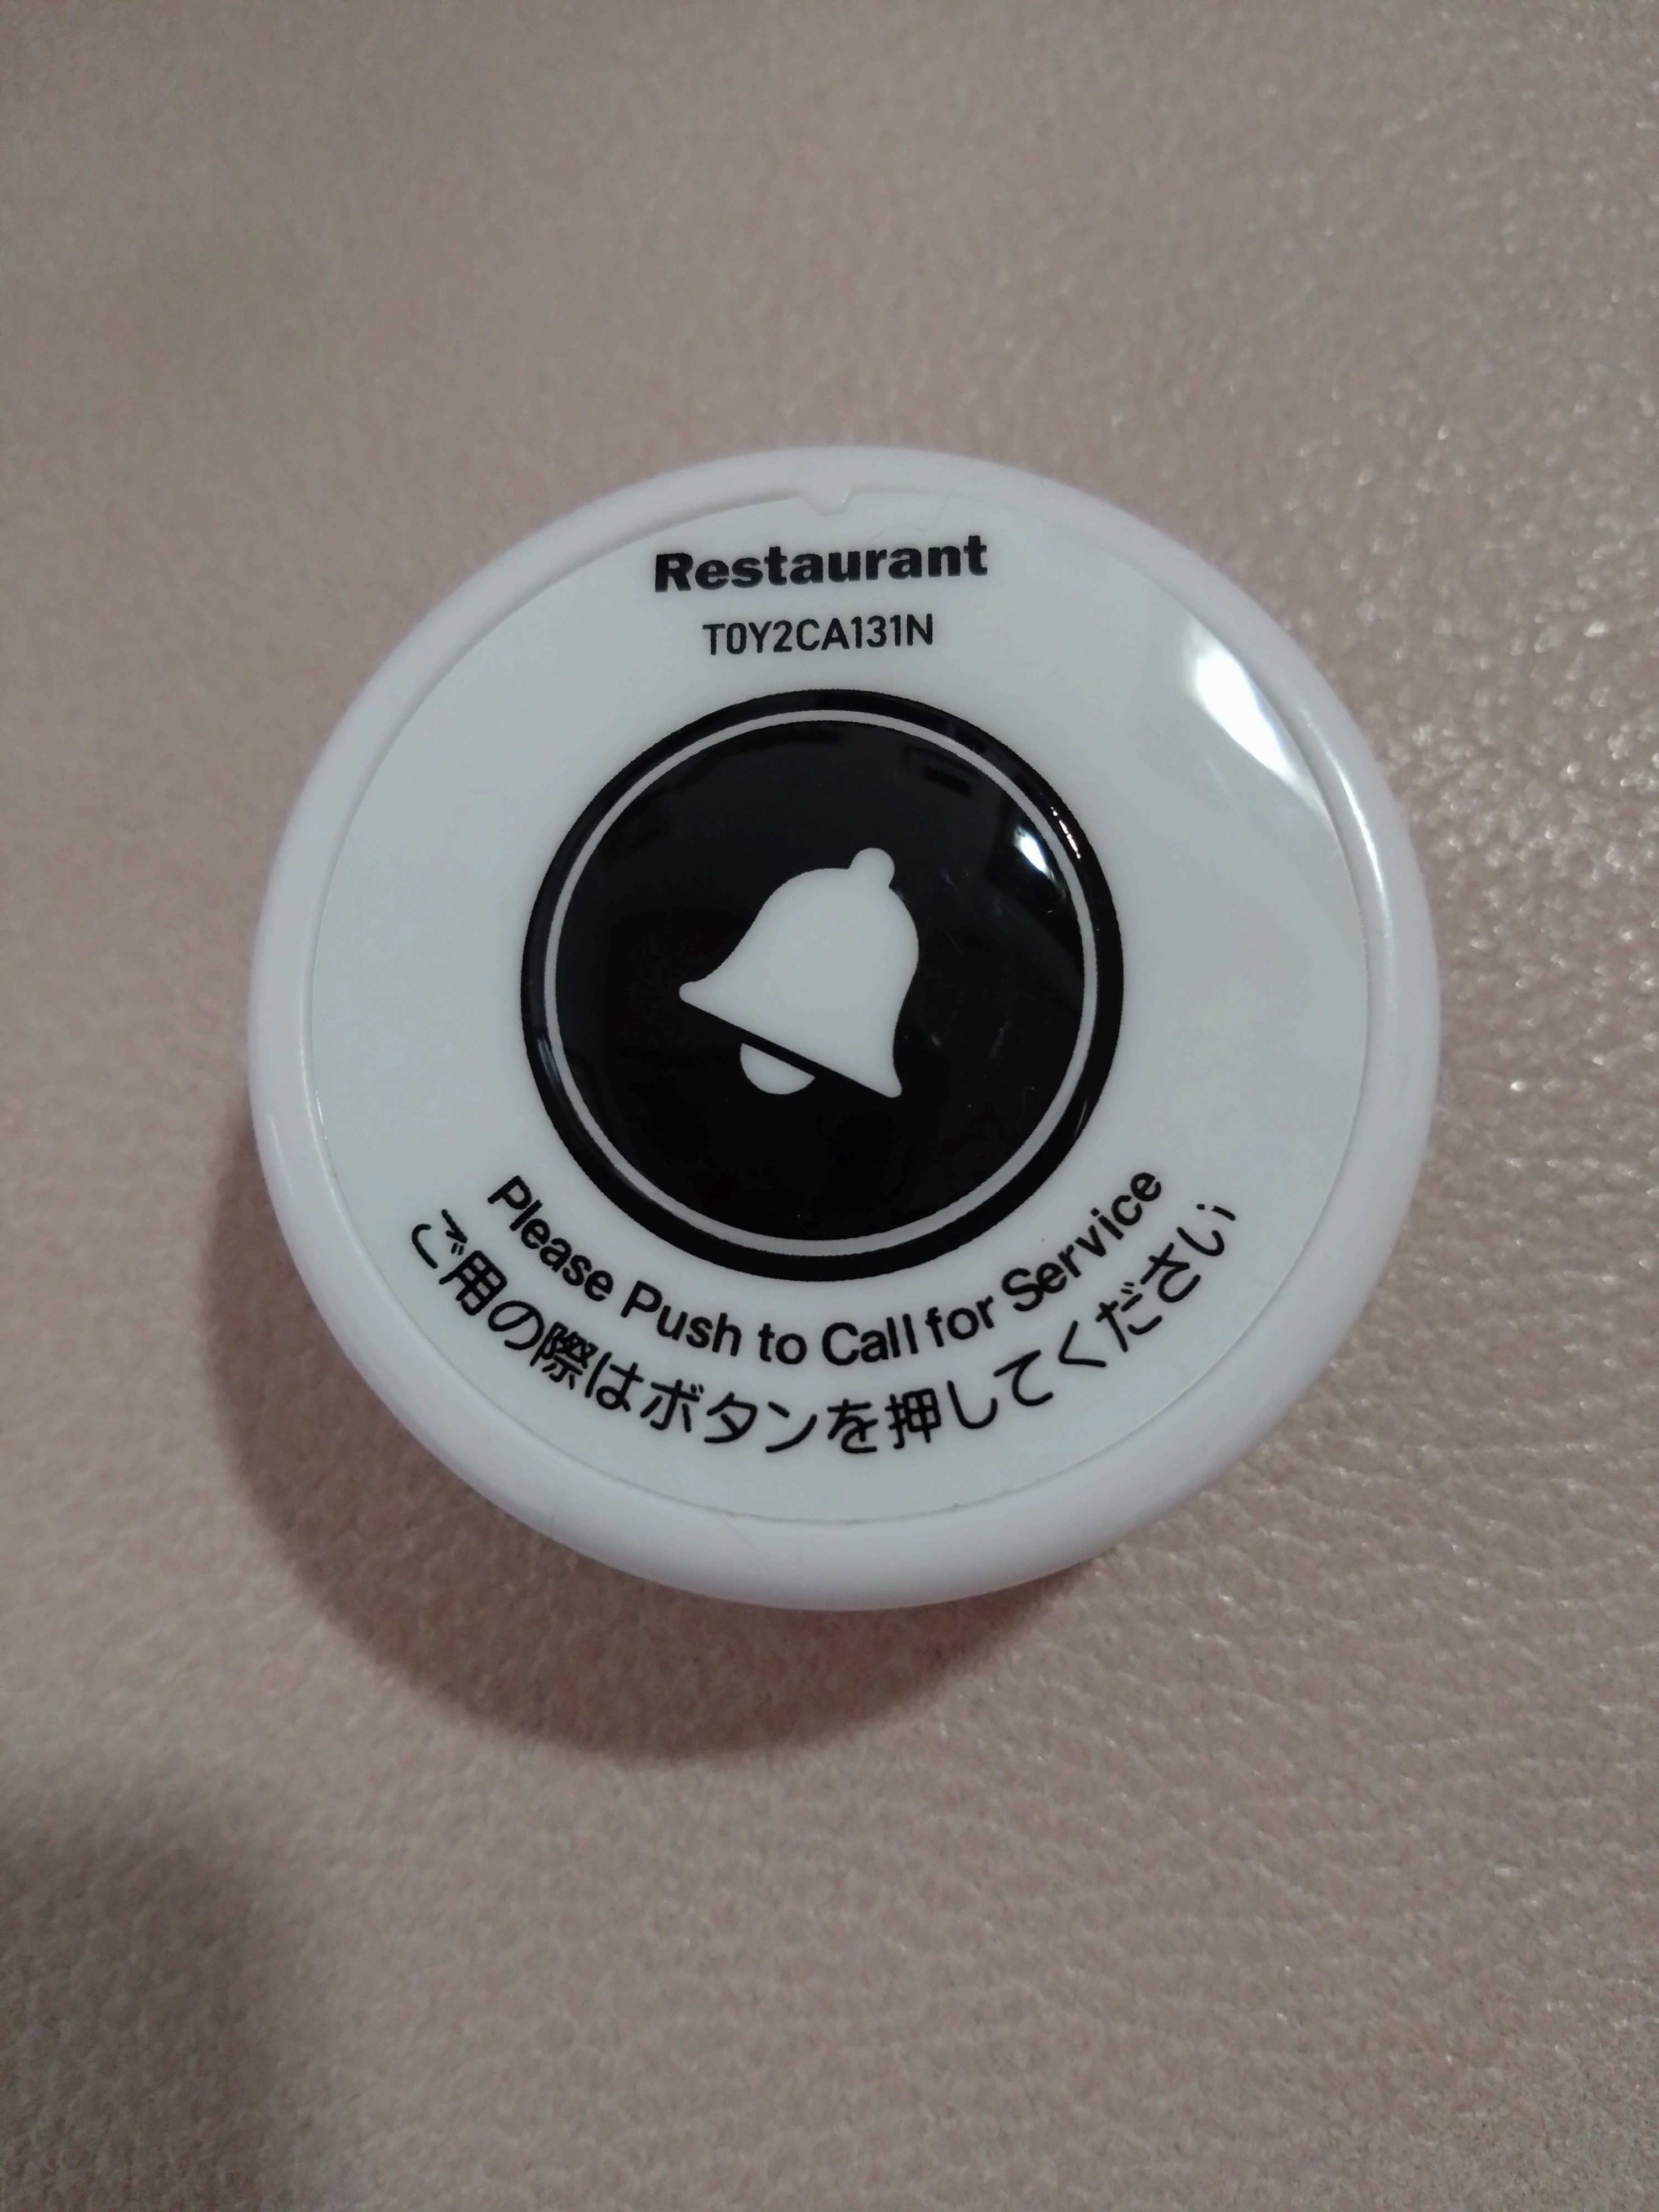 Restaurant
T0Y2CA131N
Please Push to Call for Service
ご用の際はボタンを押してください